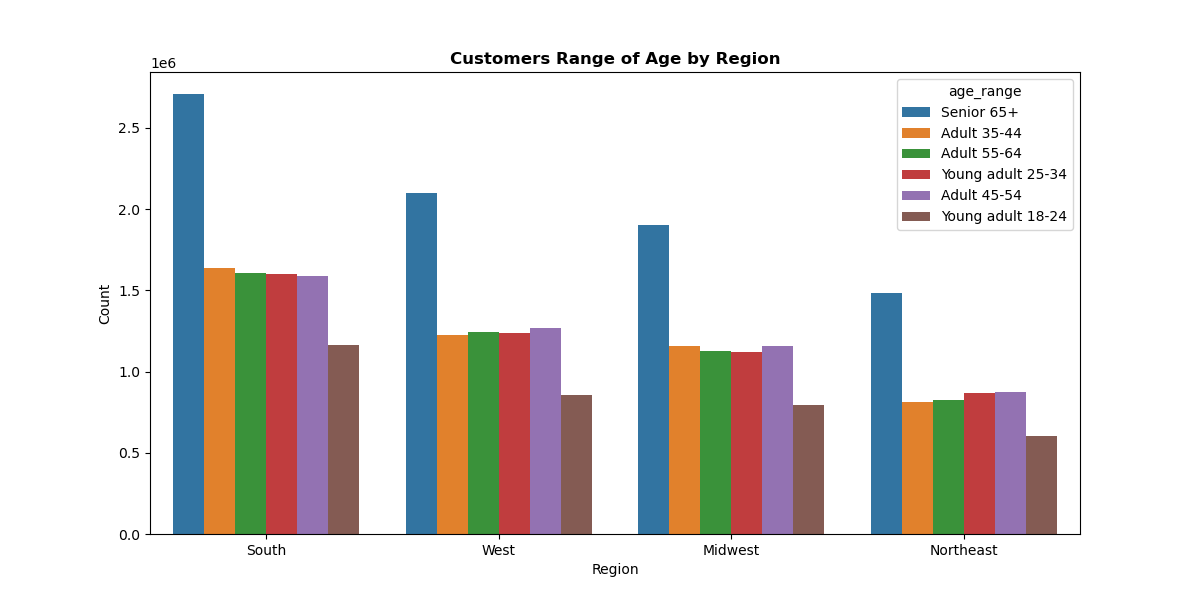 Customers Range of Age by Region
1e6
2.5
2.0
1.5
1.0
0.5
0.0
Count
South West Midwest Northeast
Region
age_range
Senior 65+
Adult 35-44
Adult 55-64
Young adult 25-34
Adult 45-54
Young adult 18-24